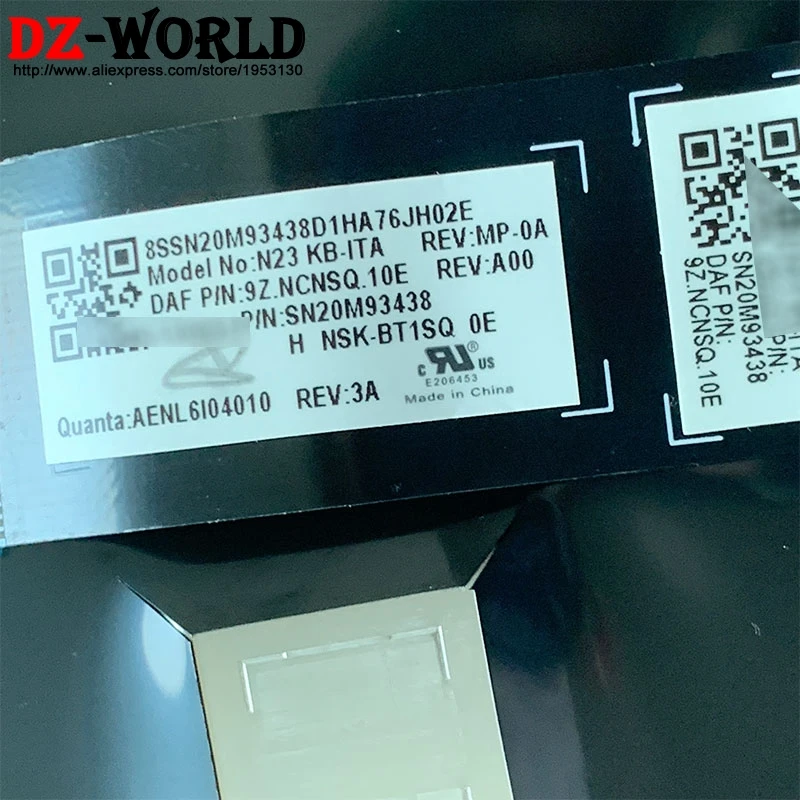 DZ-WORLD
http://www.aliexpress.com/store/1953130
8SSN20M93438D1HA76JH02E
Model No:N23 KB-ITA REV:MP-0A
DAF P/N:9Z.NCNSQ.10E REV:A00
P/N:SN20M93438
H NSK-BT1SQ 0E
c RU® US
E206453
Made in China
Quanta:AENL6I04010 REV:3A
P/N:
SN20M93438
DAF P/N:
9Z.NCNSQ.10E